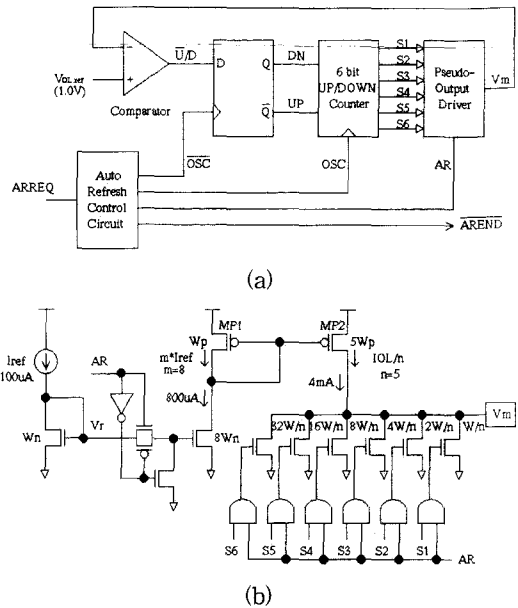 S1
S2
S3
S4
S5
S6
U/D
D
Q
Q
DN
UP
6 bit
UP/DOWN
Counter
Pseudo-
Output
Driver
Vm
VOL,ref
(1.0V)
-
+
Comparator
OSC
OSC
AR
ARREQ
Auto
Refresh
Control
Circuit
AREND
(a)
MP1
MP2
Wp
5Wp
m*Iref
m=8
IOL/n
n=5
Iref
100uA
AR
800uA
4mA
Wn
Vr
8Wn
32W/n
16W/n
8W/n
4W/n
2W/n
W/n
Vm
S6
S5
S4
S3
S2
S1
AR
(b)